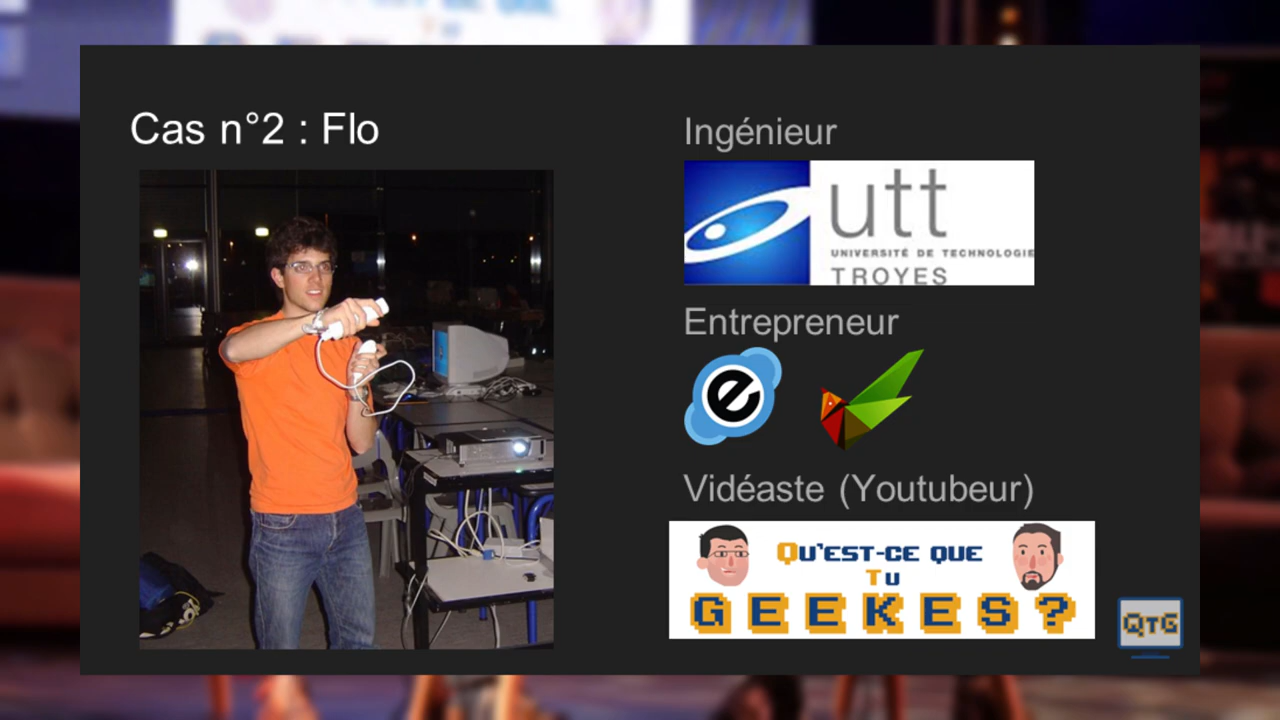 Cas n°2 : Flo
Ingénieur
utt
UNIVERSITÉ DE TECHNOLOGIE
TROYES
Entrepreneur
e
Vidéaste (Youtubeur)
QU'EST-CE QUE
TU
GEEKES?
QTG